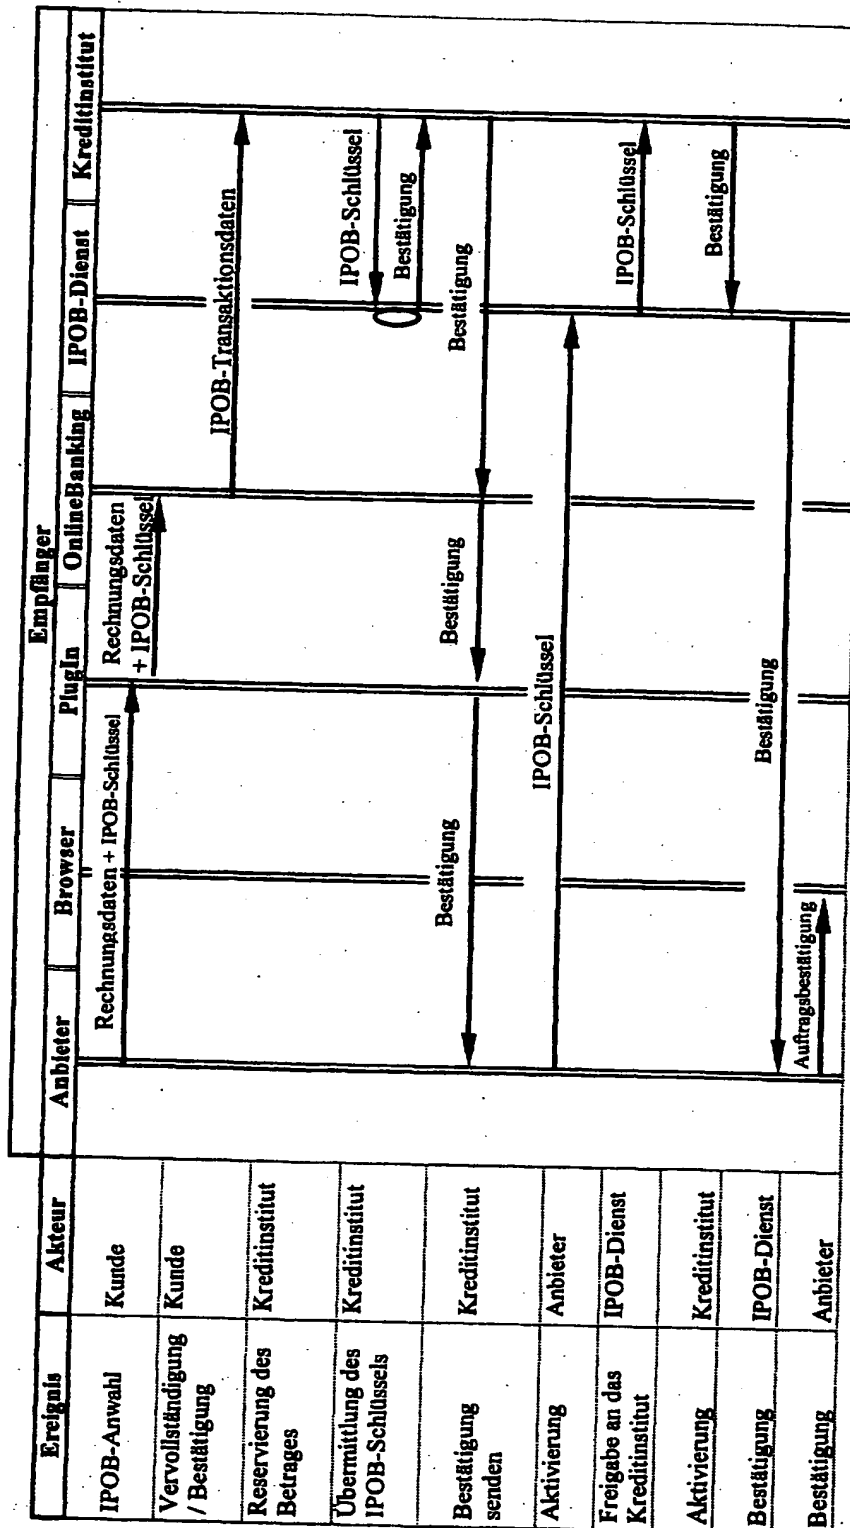 Empfänger
Ereignis
Akteur
Anbieter
Browser
PlugIn
OnlineBanking
IPOB-Dienst
Kreditinstitut
IPOB-Anwahl
Kunde
Rechnungsdaten + IPOB-Schlüssel
Vervollständigung
/ Bestätigung
Kunde
Rechnungsdaten
+ IPOB-Schlüssel
Reservierung des
Betrages
Kreditinstitut
IPOB-Transaktionsdaten
Übermittlung des
IPOB-Schlüssels
Kreditinstitut
IPOB-Schlüssel
Bestätigung
Bestätigung
senden
Kreditinstitut
Bestätigung
Bestätigung
Bestätigung
Aktivierung
Anbieter
IPOB-Schlüssel
Freigabe an das
Kreditinstitut
IPOB-Dienst
IPOB-Schlüssel
Aktivierung
Kreditinstitut
Bestätigung
Bestätigung
IPOB-Dienst
Bestätigung
Bestätigung
Anbieter
Auftragsbestätigung